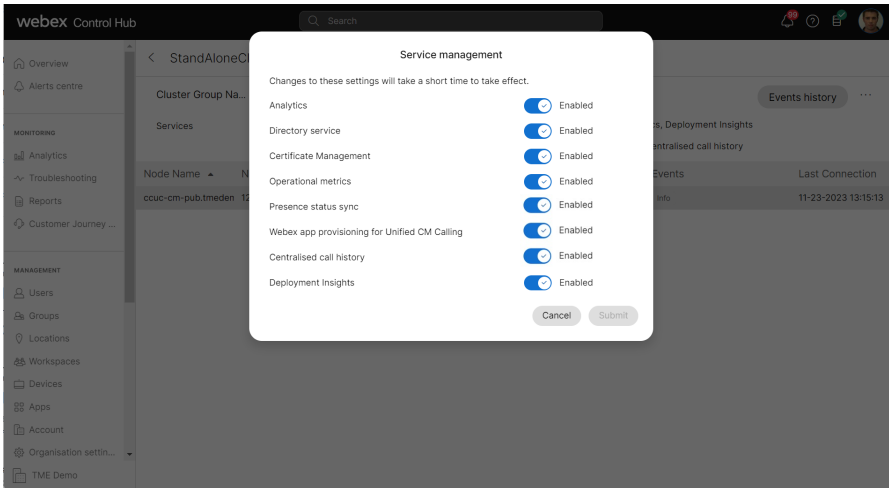 webex Control Hub
Search
99
Overview
Alerts centre
MONITORING
Analytics
Troubleshooting
Reports
Customer Journey ...
MANAGEMENT
Users
Groups
Locations
Workspaces
Devices
Apps
Account
Organisation settin...
TME Demo
StandAloneCl
Cluster Group Na...
Events history
Services
ts, Deployment Insights
entralised call history
Node Name
N
Events
Last Connection
ccuc-cm-pub.tmeden
12
Info
11-23-2023 13:15:13
Service management
Changes to these settings will take a short time to take effect.
Analytics Enabled
Directory service Enabled
Certificate Management Enabled
Operational metrics Enabled
Presence status sync Enabled
Webex app provisioning for Unified CM Calling Enabled
Centralised call history Enabled
Deployment Insights Enabled
Cancel Submit